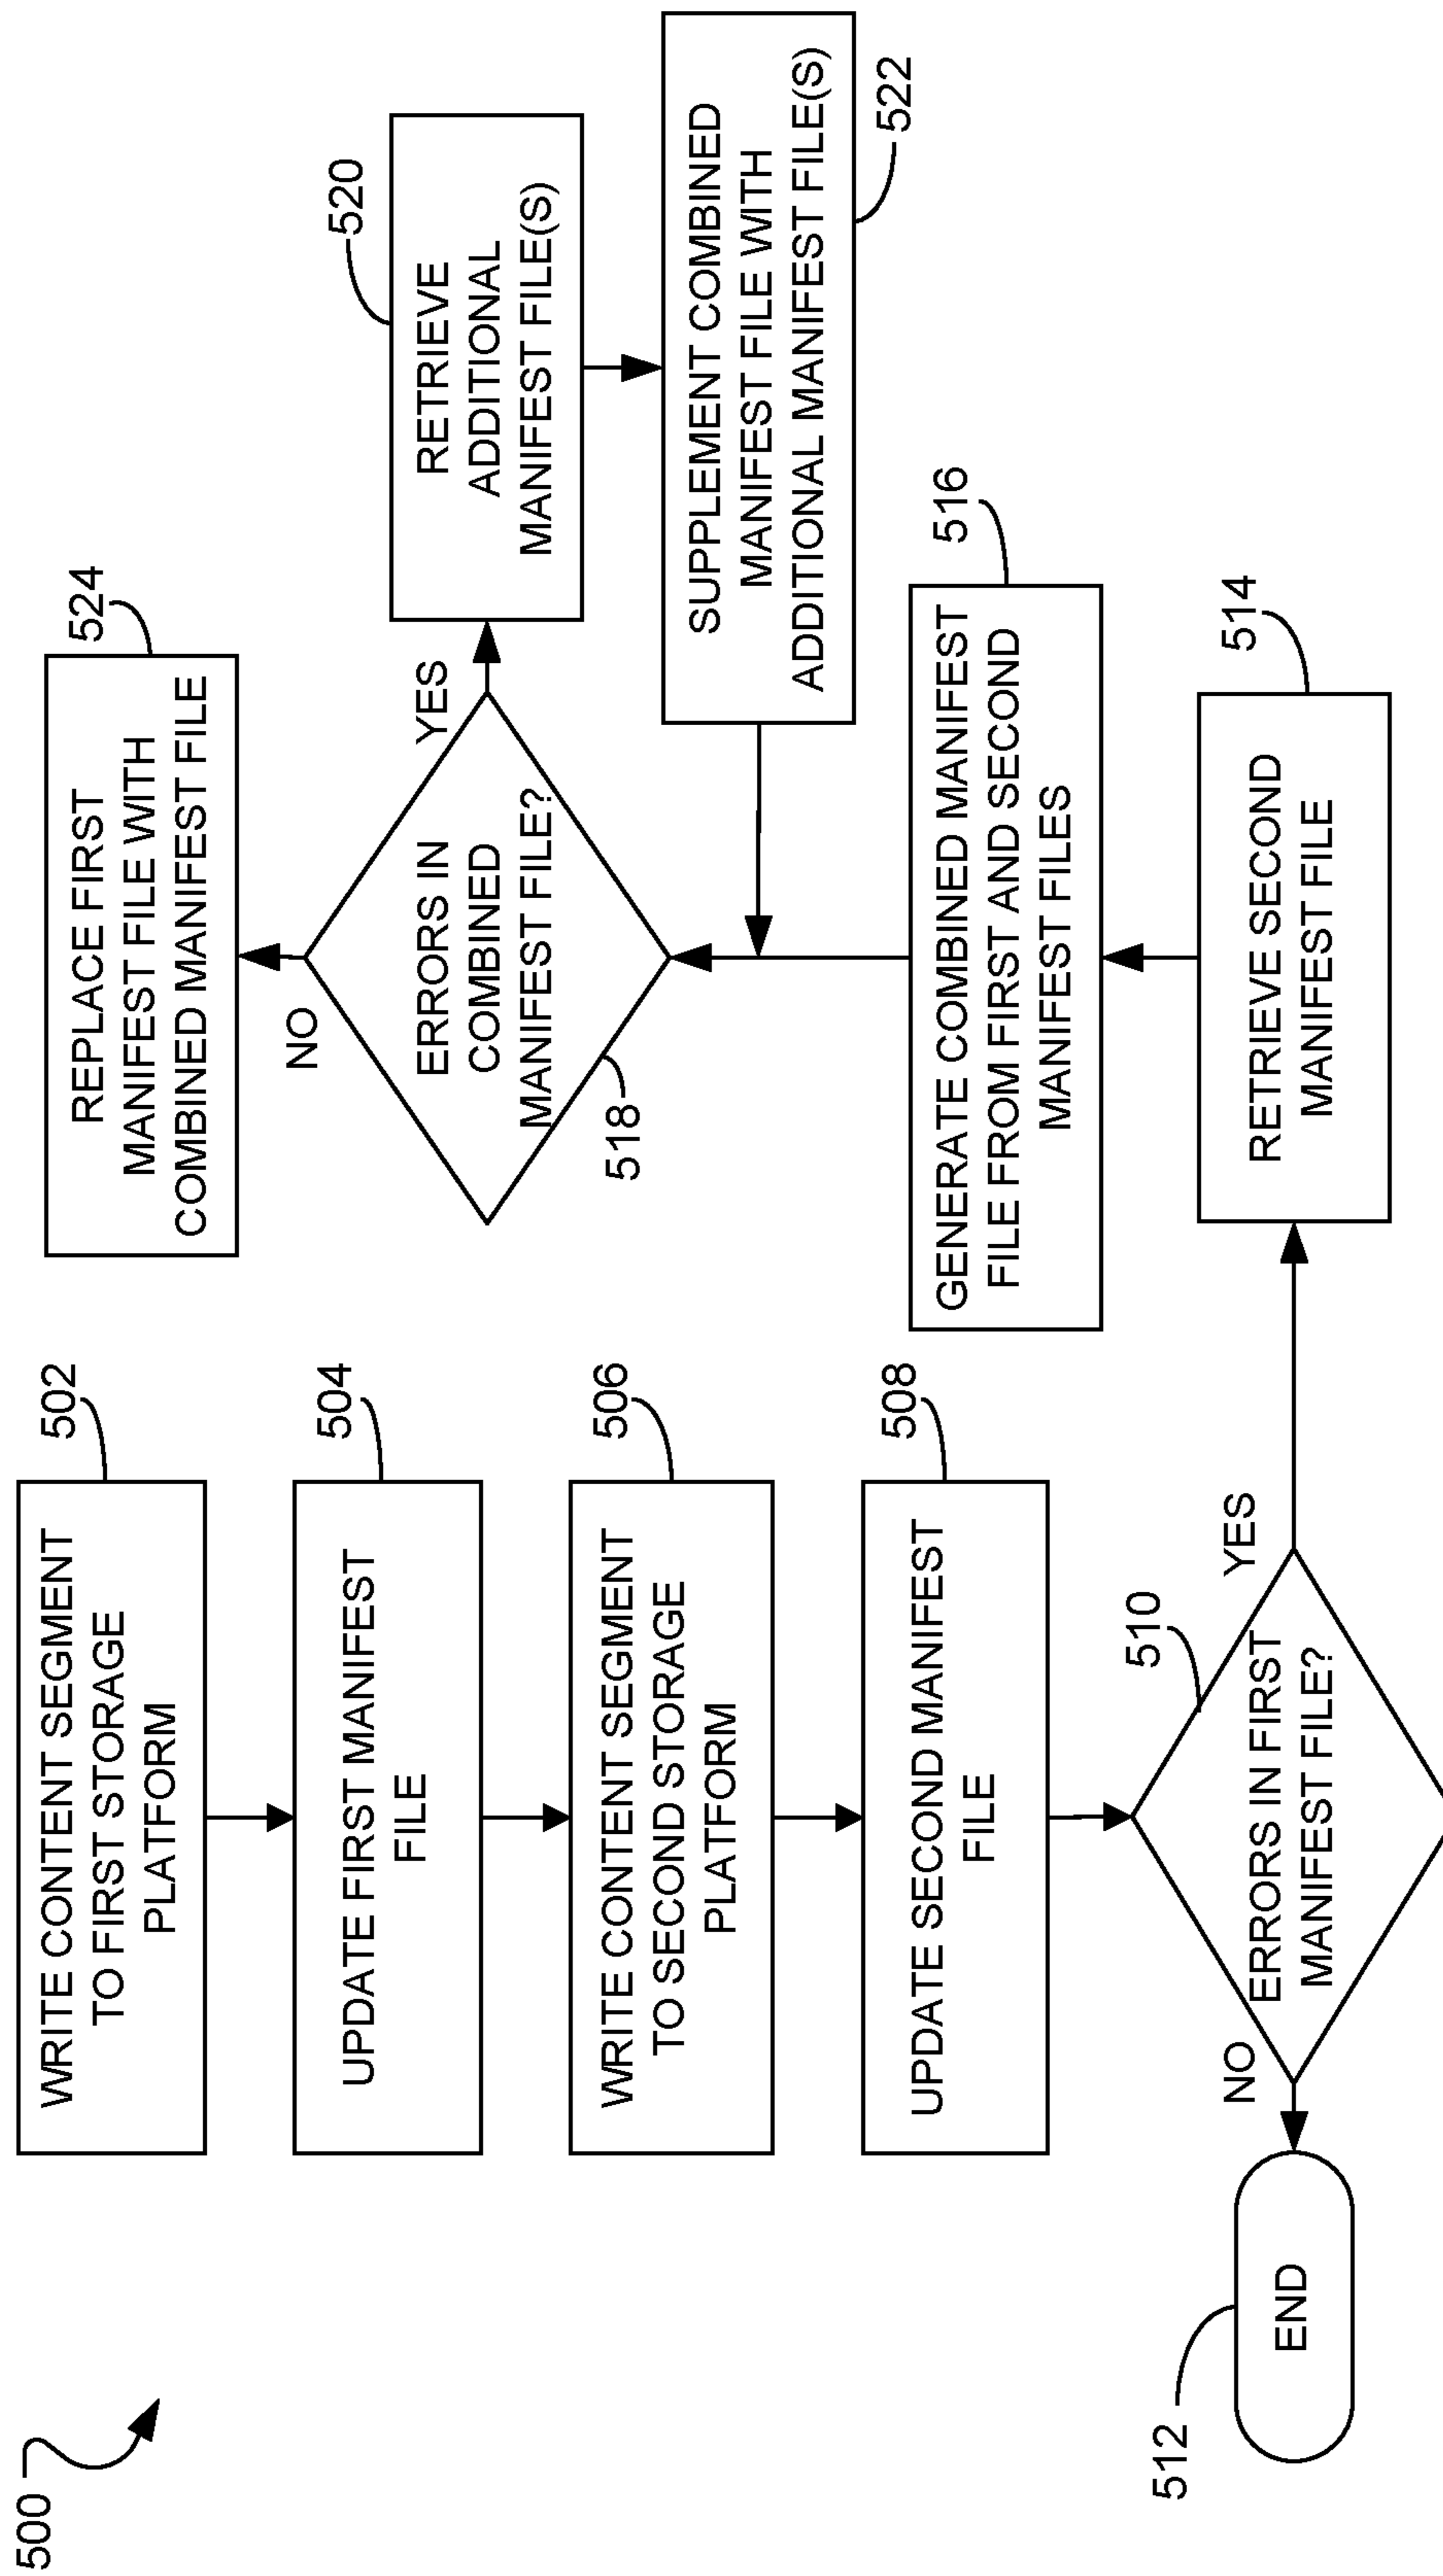 500
502
WRITE CONTENT SEGMENT
TO FIRST STORAGE
PLATFORM
504
UPDATE FIRST MANIFEST
FILE
506
WRITE CONTENT SEGMENT
TO SECOND STORAGE
PLATFORM
508
UPDATE SECOND MANIFEST
FILE
510
ERRORS IN FIRST
MANIFEST FILE?
NO
YES
512
END
514
RETRIEVE SECOND
MANIFEST FILE
516
GENERATE COMBINED MANIFEST
FILE FROM FIRST AND SECOND
MANIFEST FILES
518
ERRORS IN
COMBINED
MANIFEST FILE?
NO
YES
520
RETRIEVE
ADDITIONAL
MANIFEST FILE(S)
522
SUPPLEMENT COMBINED
MANIFEST FILE WITH
ADDITIONAL MANIFEST FILE(S)
524
REPLACE FIRST
MANIFEST FILE WITH
COMBINED MANIFEST FILE